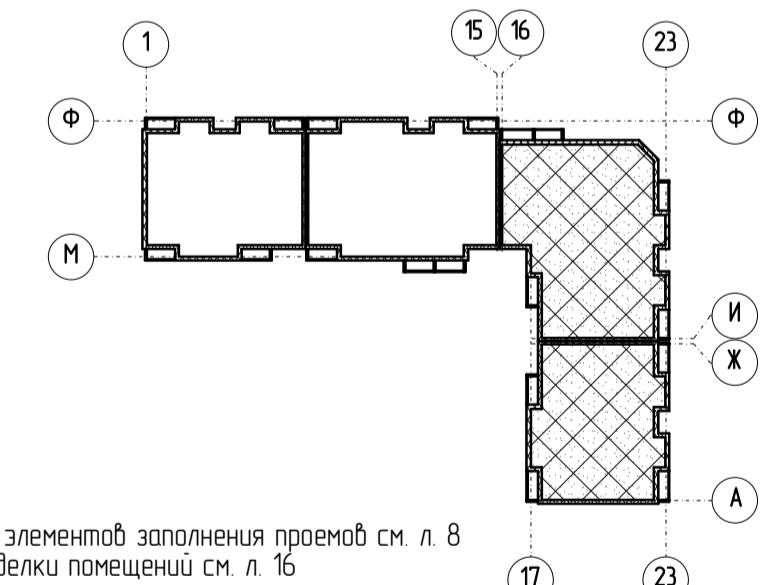 1 15 16 23
Ф Ф
М
И
Ж
А
элементов заполнения проемов см. л. 8
делки помещений см. л. 16
17 23